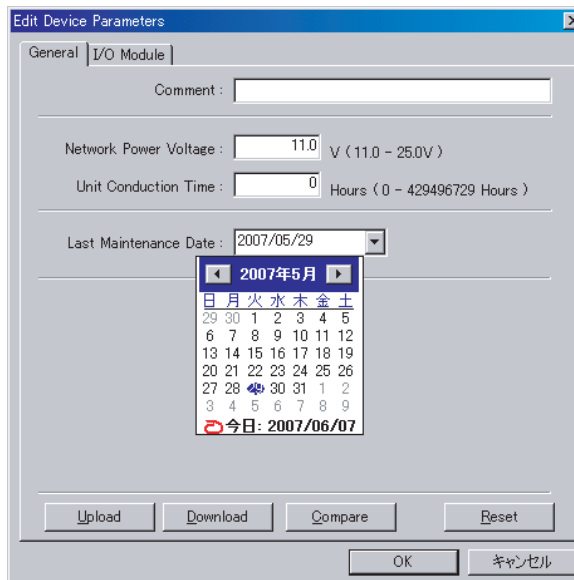 Edit Device Parameters
General I/O Module
Comment :
Network Power Voltage : 11.0 V ( 11.0 - 25.0V )
Unit Conduction Time : 0 Hours ( 0 - 429496729 Hours )
Last Maintenance Date : 2007/05/29
2007年5月
日 月 火 水 木 金 土
29 30 1 2 3 4 5
6 7 8 9 10 11 12
13 14 15 16 17 18 19
20 21 22 23 24 25 26
27 28 29 30 31 1 2
3 4 5 6 7 8 9
今日: 2007/06/07
Upload Download Compare Reset
OK キャンセル